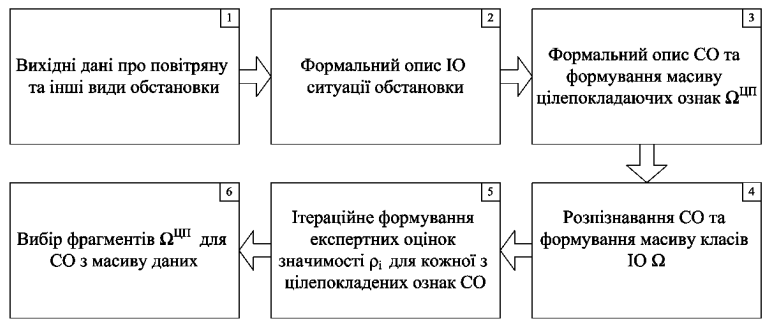 1
Вихідні дані про повітряну
та інші види обстановки
2
Формальний опис ІО
ситуації обстановки
3
Формальний опис СО та
формування масиву
цілепокладаючих ознак Ω^ЦП
4
Розпізнавання СО та
формування масиву класів
ІО Ω
5
Ітераційне формування
експертних оцінок
значимості ρ_i для кожної з
цілепокладених ознак СО
6
Вибір фрагментів Ω^ЦП для
СО з масиву даних